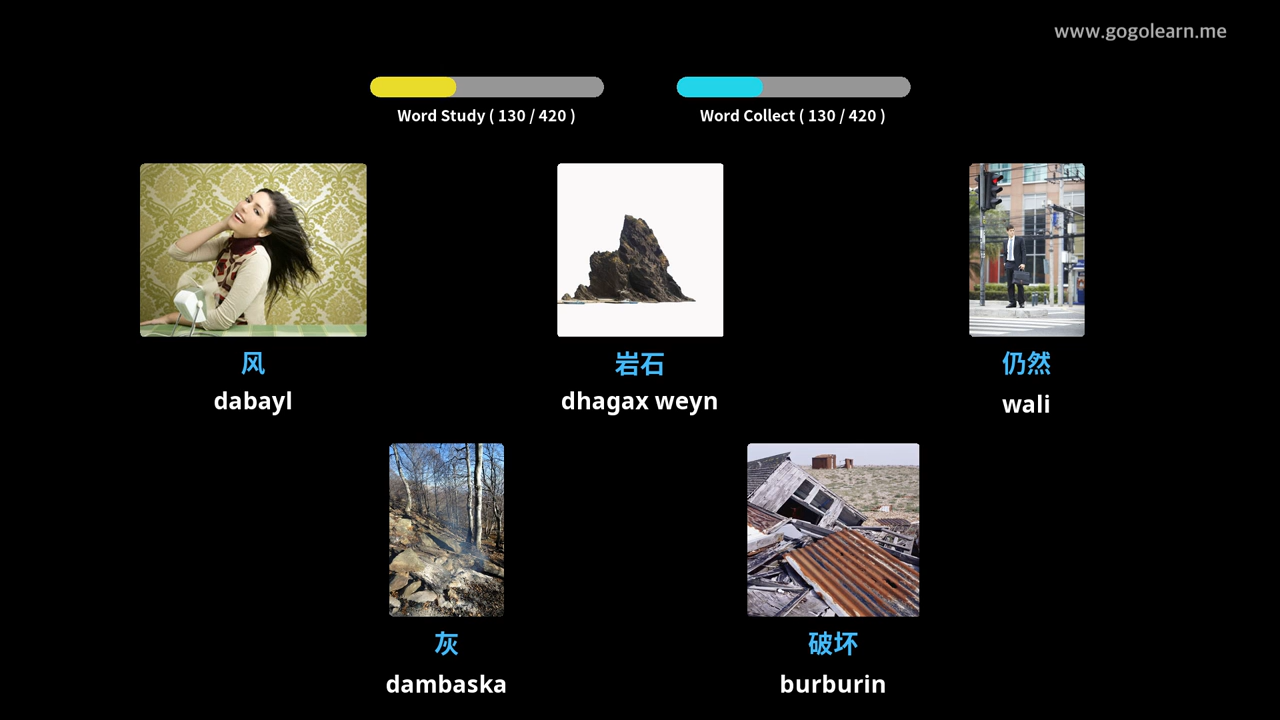 www.gogolearn.me
Word Study ( 130 / 420 )
Word Collect ( 130 / 420 )
风
dabayl
岩石
dhagax weyn
仍然
wali
灰
dambaska
破坏
burburin